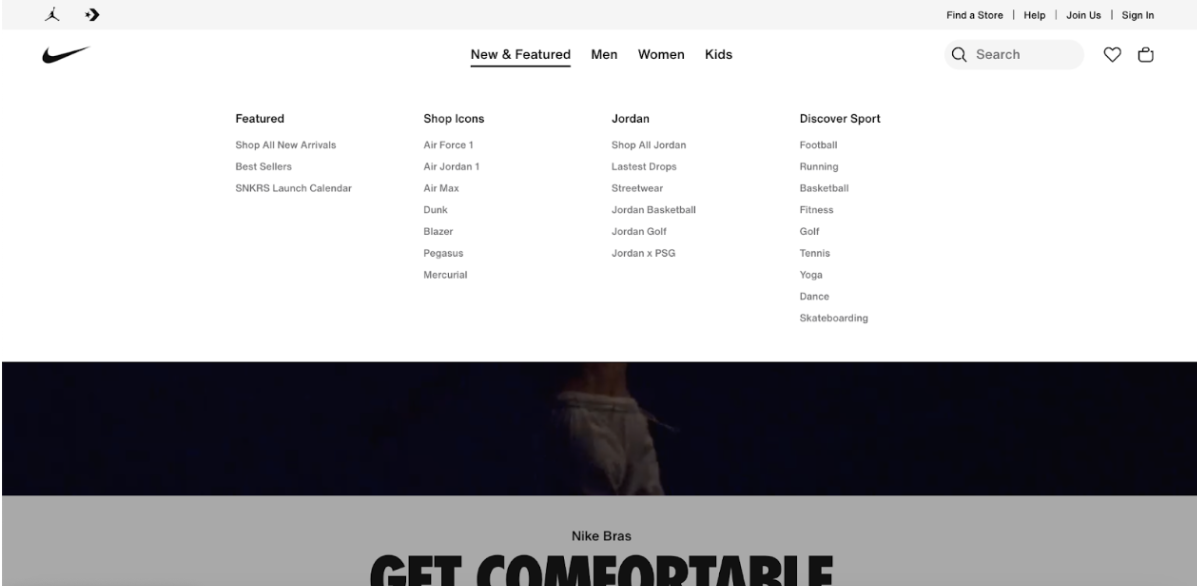 Find a Store | Help | Join Us | Sign In
New & Featured Men Women Kids
Search
Featured
Shop All New Arrivals
Best Sellers
SNKRS Launch Calendar
Shop Icons
Air Force 1
Air Jordan 1
Air Max
Dunk
Blazer
Pegasus
Mercurial
Jordan
Shop All Jordan
Lastest Drops
Streetwear
Jordan Basketball
Jordan Golf
Jordan x PSG
Discover Sport
Football
Running
Basketball
Fitness
Golf
Tennis
Yoga
Dance
Skateboarding
Nike Bras
GET COMFORTABLE